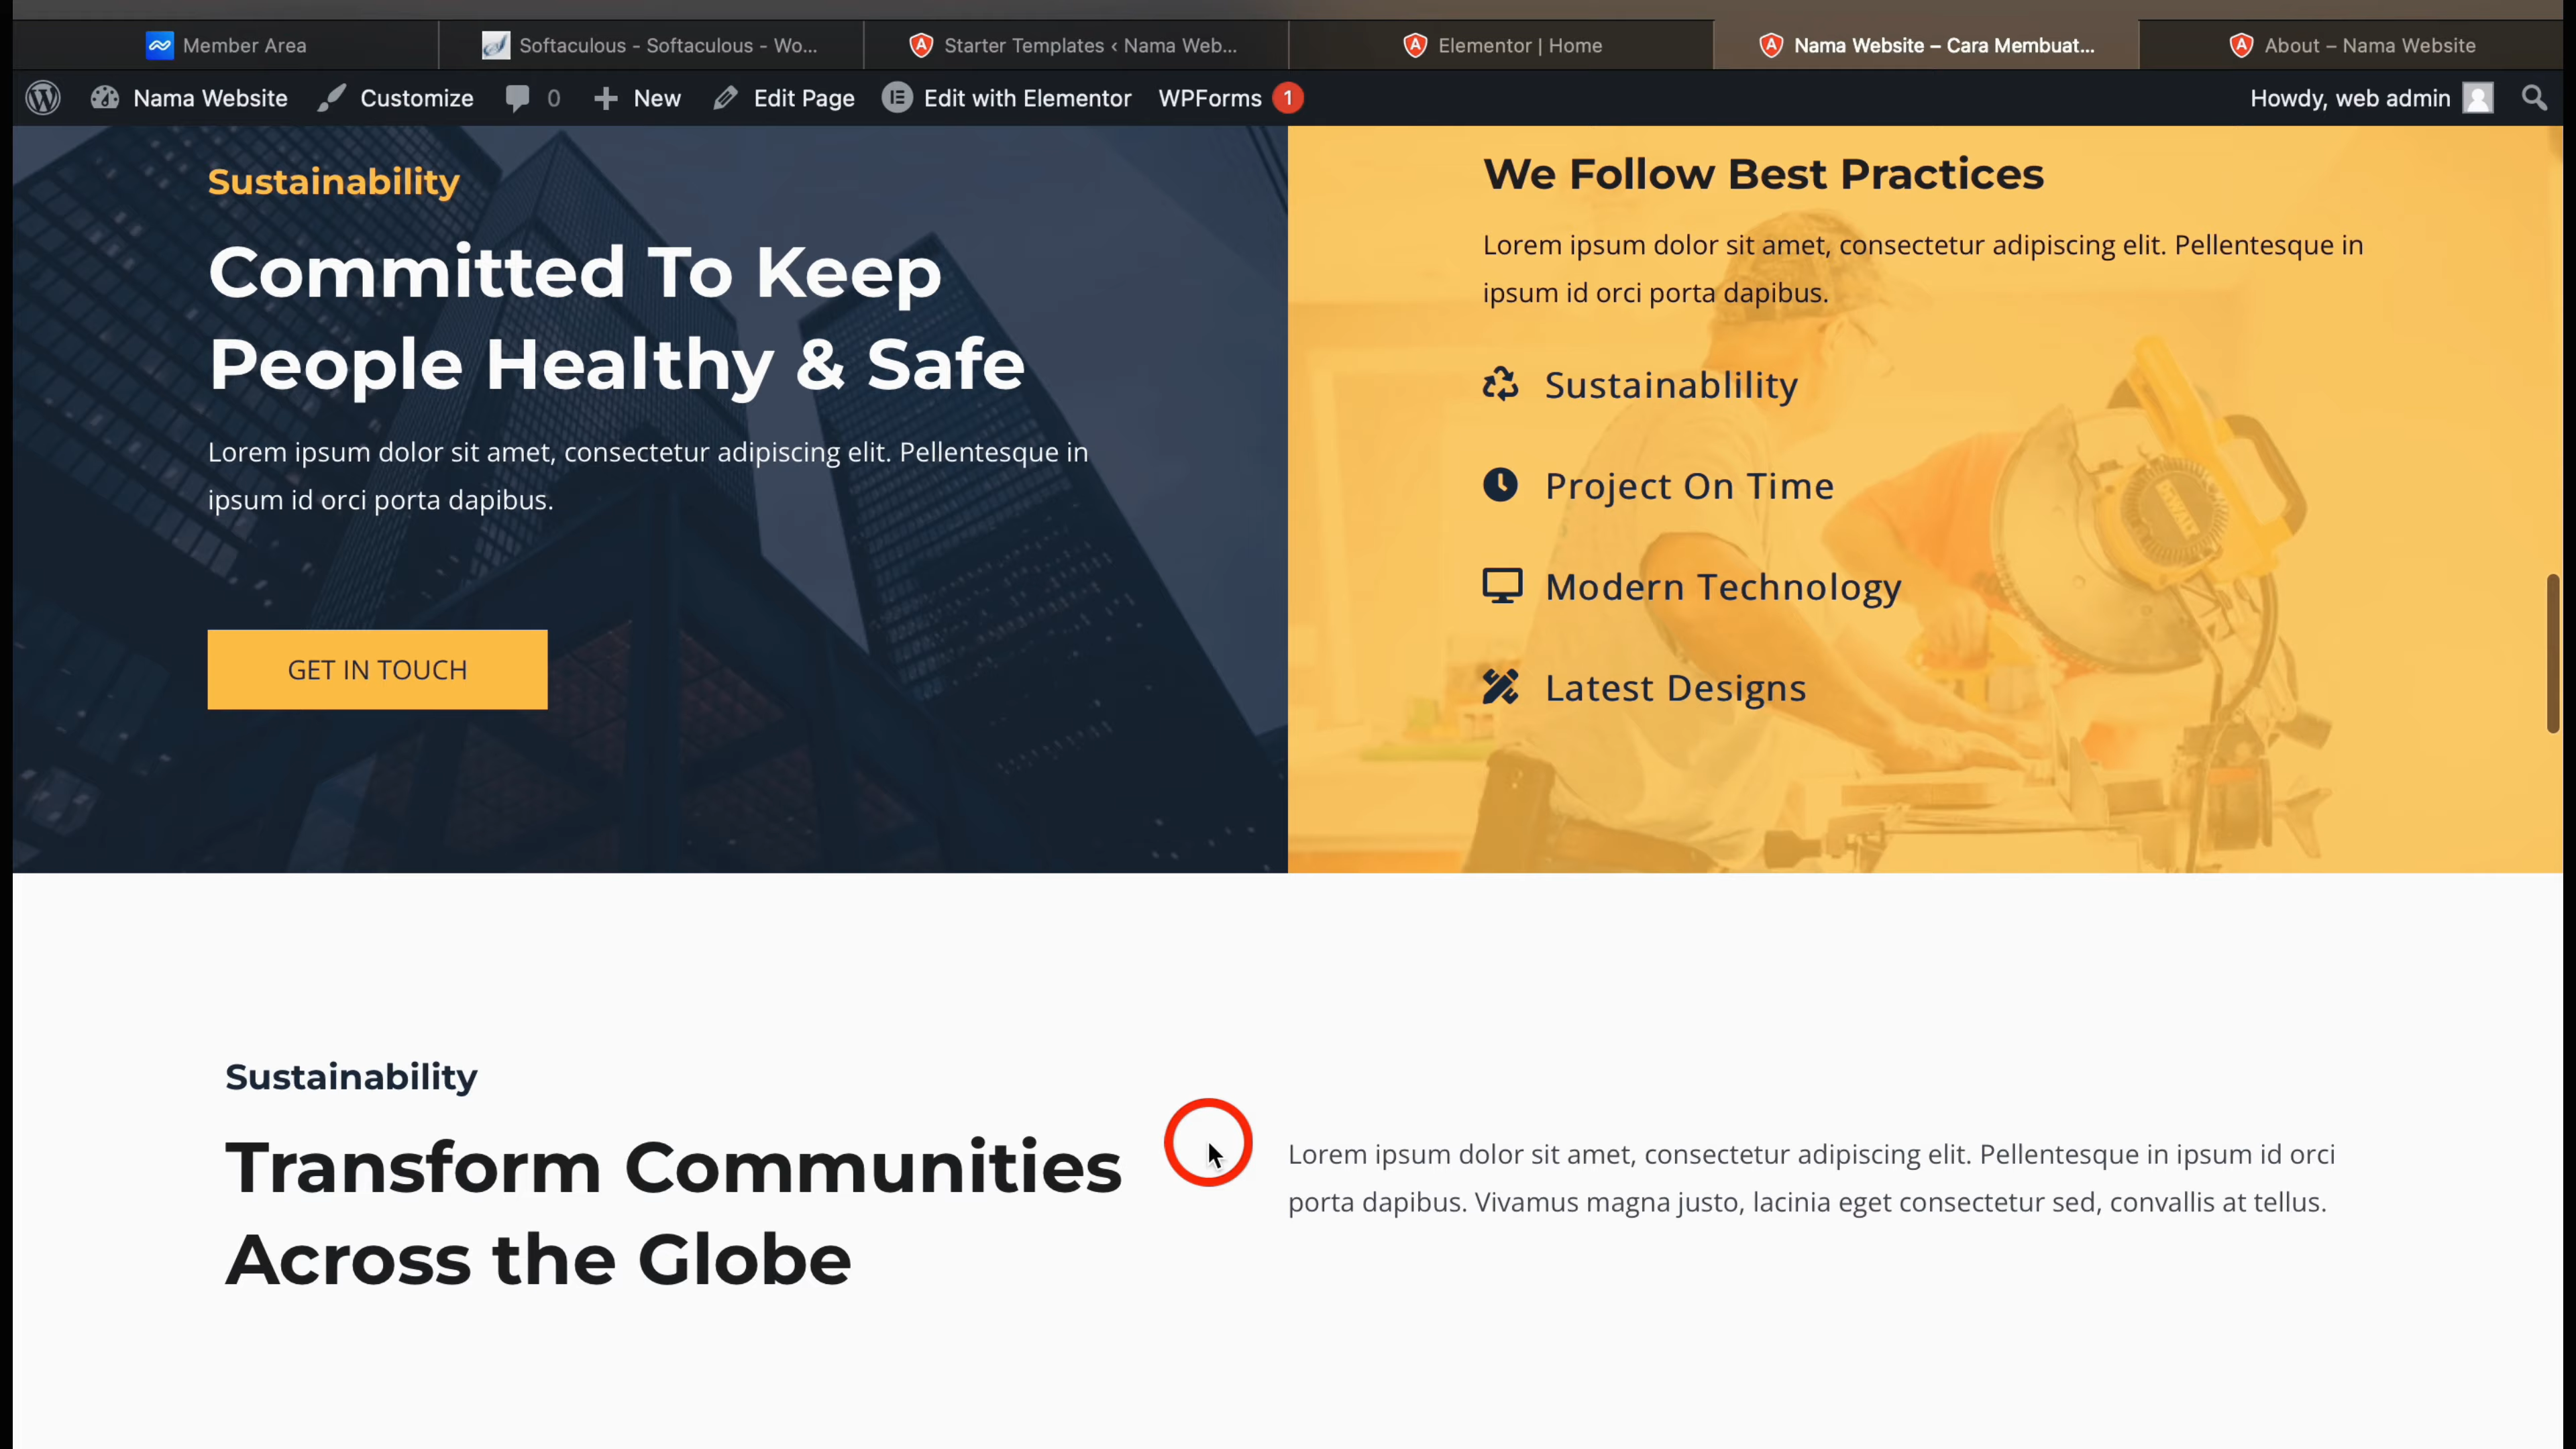 Member Area
Softaculous - Softaculous - Wo...
Starter Templates ‹ Nama Web...
Elementor | Home
Nama Website – Cara Membuat...
About – Nama Website
Nama Website
Customize
0
New
Edit Page
Edit with Elementor
WPForms 1
Howdy, web admin
Sustainability
Committed To Keep
People Healthy & Safe
Lorem ipsum dolor sit amet, consectetur adipiscing elit. Pellentesque in
ipsum id orci porta dapibus.
GET IN TOUCH
We Follow Best Practices
Lorem ipsum dolor sit amet, consectetur adipiscing elit. Pellentesque in
ipsum id orci porta dapibus.
Sustainablility
Project On Time
Modern Technology
Latest Designs
Sustainability
Transform Communities
Across the Globe
Lorem ipsum dolor sit amet, consectetur adipiscing elit. Pellentesque in ipsum id orci
porta dapibus. Vivamus magna justo, lacinia eget consectetur sed, convallis at tellus.